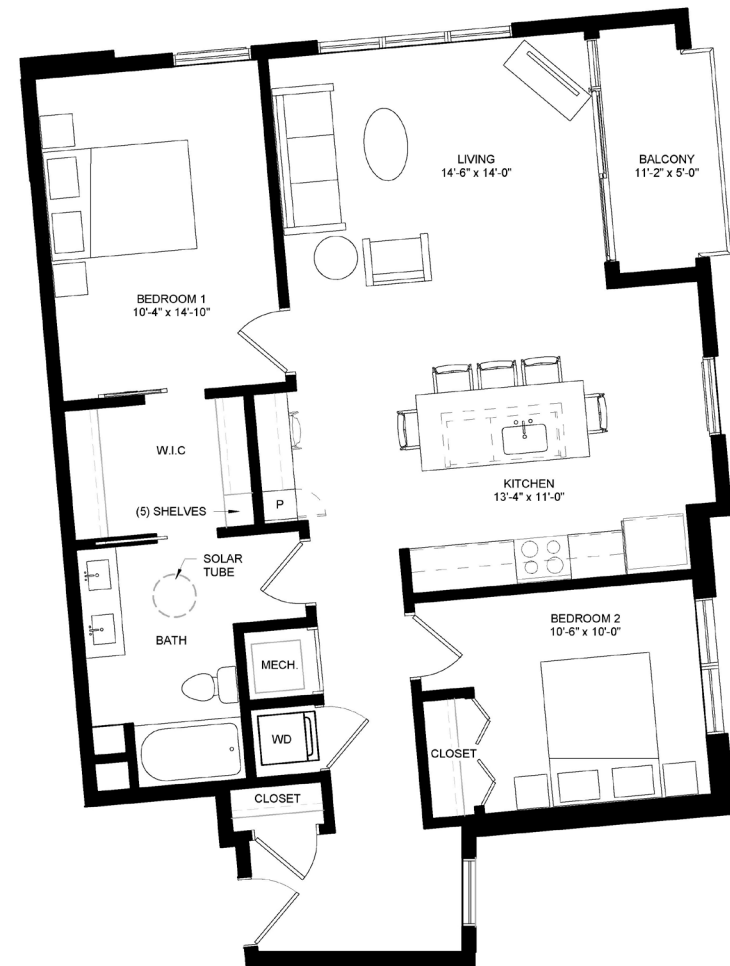 LIVING
14'-6" x 14'-0"
BALCONY
11'-2" x 5'-0"
BEDROOM 1
10'-4" x 14'-10"
W.I.C
KITCHEN
13'-4" x 11'-0"
(5) SHELVES
P
SOLAR
TUBE
BATH
BEDROOM 2
10'-6" x 10'-0"
MECH.
WD
CLOSET
CLOSET